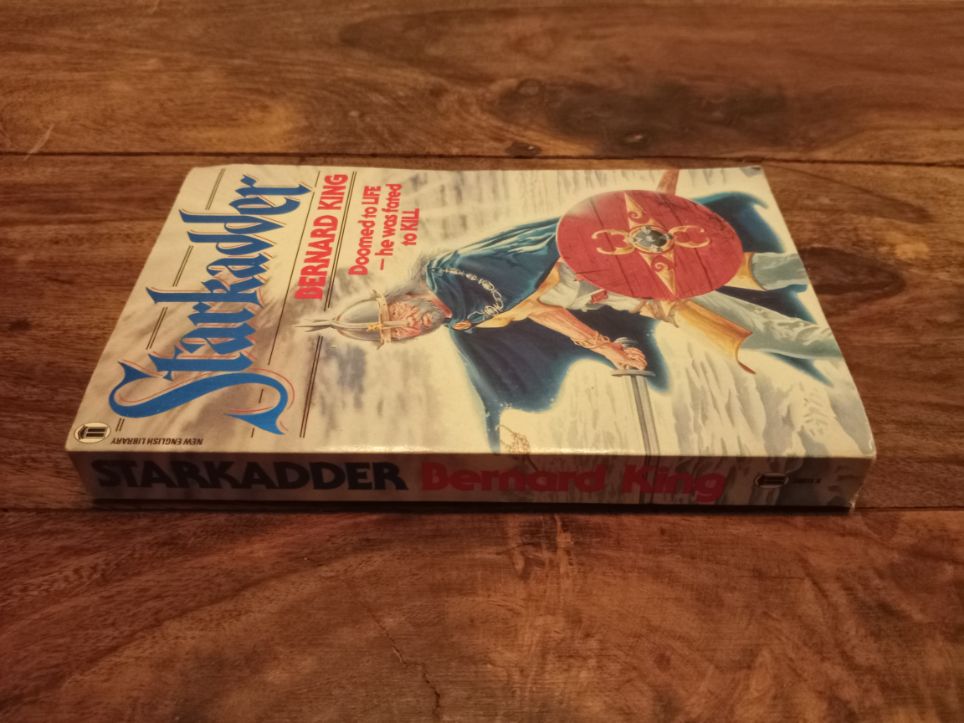 Starkadder
BERNARD KING
Doomed to LIFE
– he was fated
to KILL
NEW ENGLISH LIBRARY
STARKADDER Bernard King